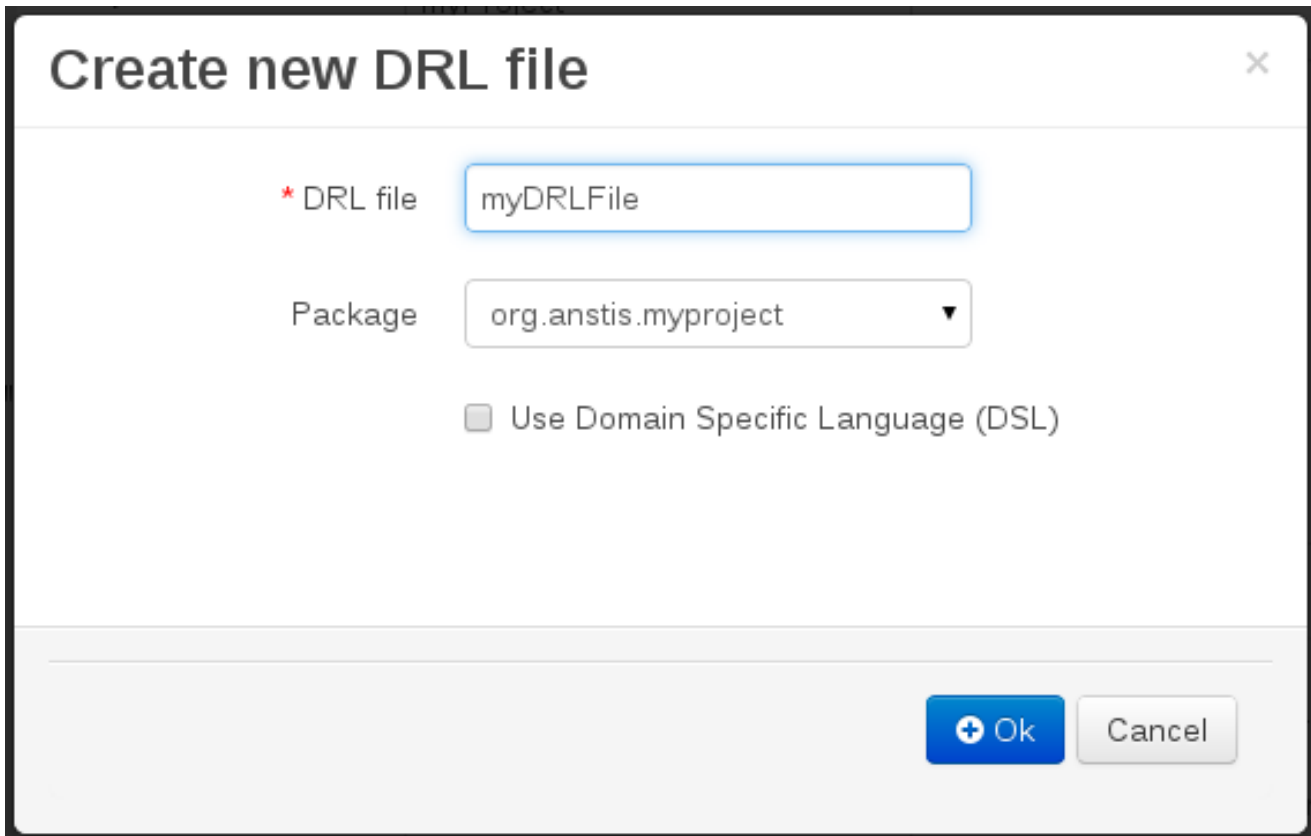 Create new DRL file ×
* DRL file myDRLFile
Package org.anstis.myproject
Use Domain Specific Language (DSL)
Ok Cancel